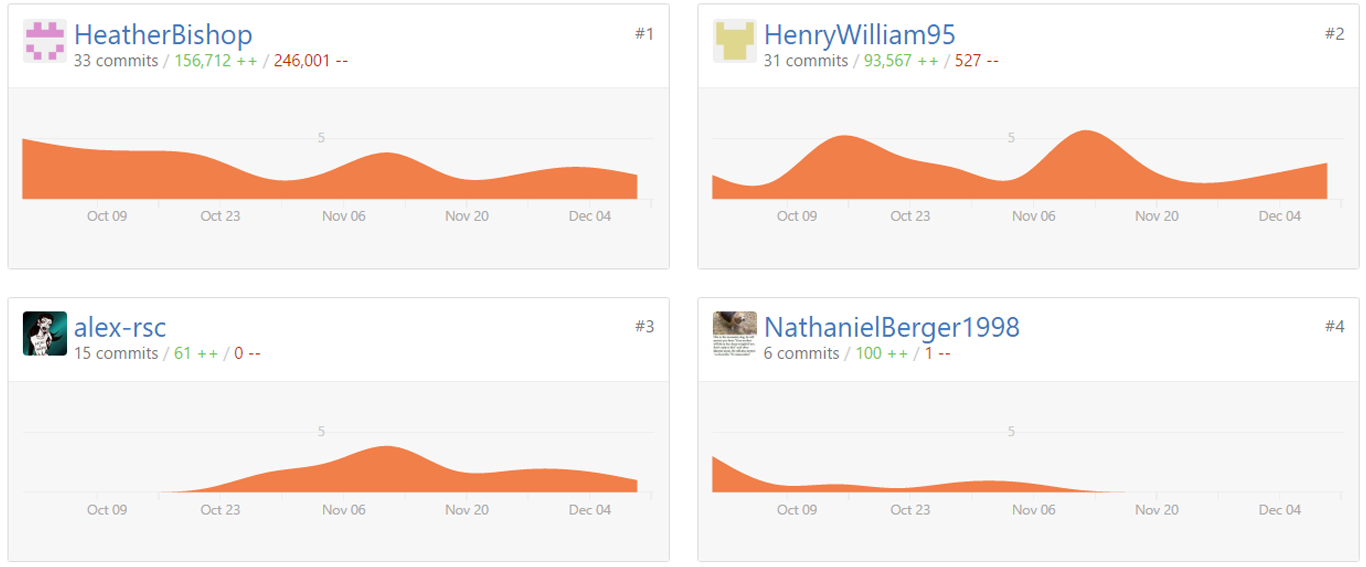 HeatherBishop
#1
33 commits / 156,712 ++ / 246,001 --
5
Oct 09 Oct 23 Nov 06 Nov 20 Dec 04
HenryWilliam95
#2
31 commits / 93,567 ++ / 527 --
5
Oct 09 Oct 23 Nov 06 Nov 20 Dec 04
alex-rsc
#3
15 commits / 61 ++ / 0 --
5
Oct 09 Oct 23 Nov 06 Nov 20 Dec 04
NathanielBerger1998
#4
6 commits / 100 ++ / 1 --
5
Oct 09 Oct 23 Nov 06 Nov 20 Dec 04